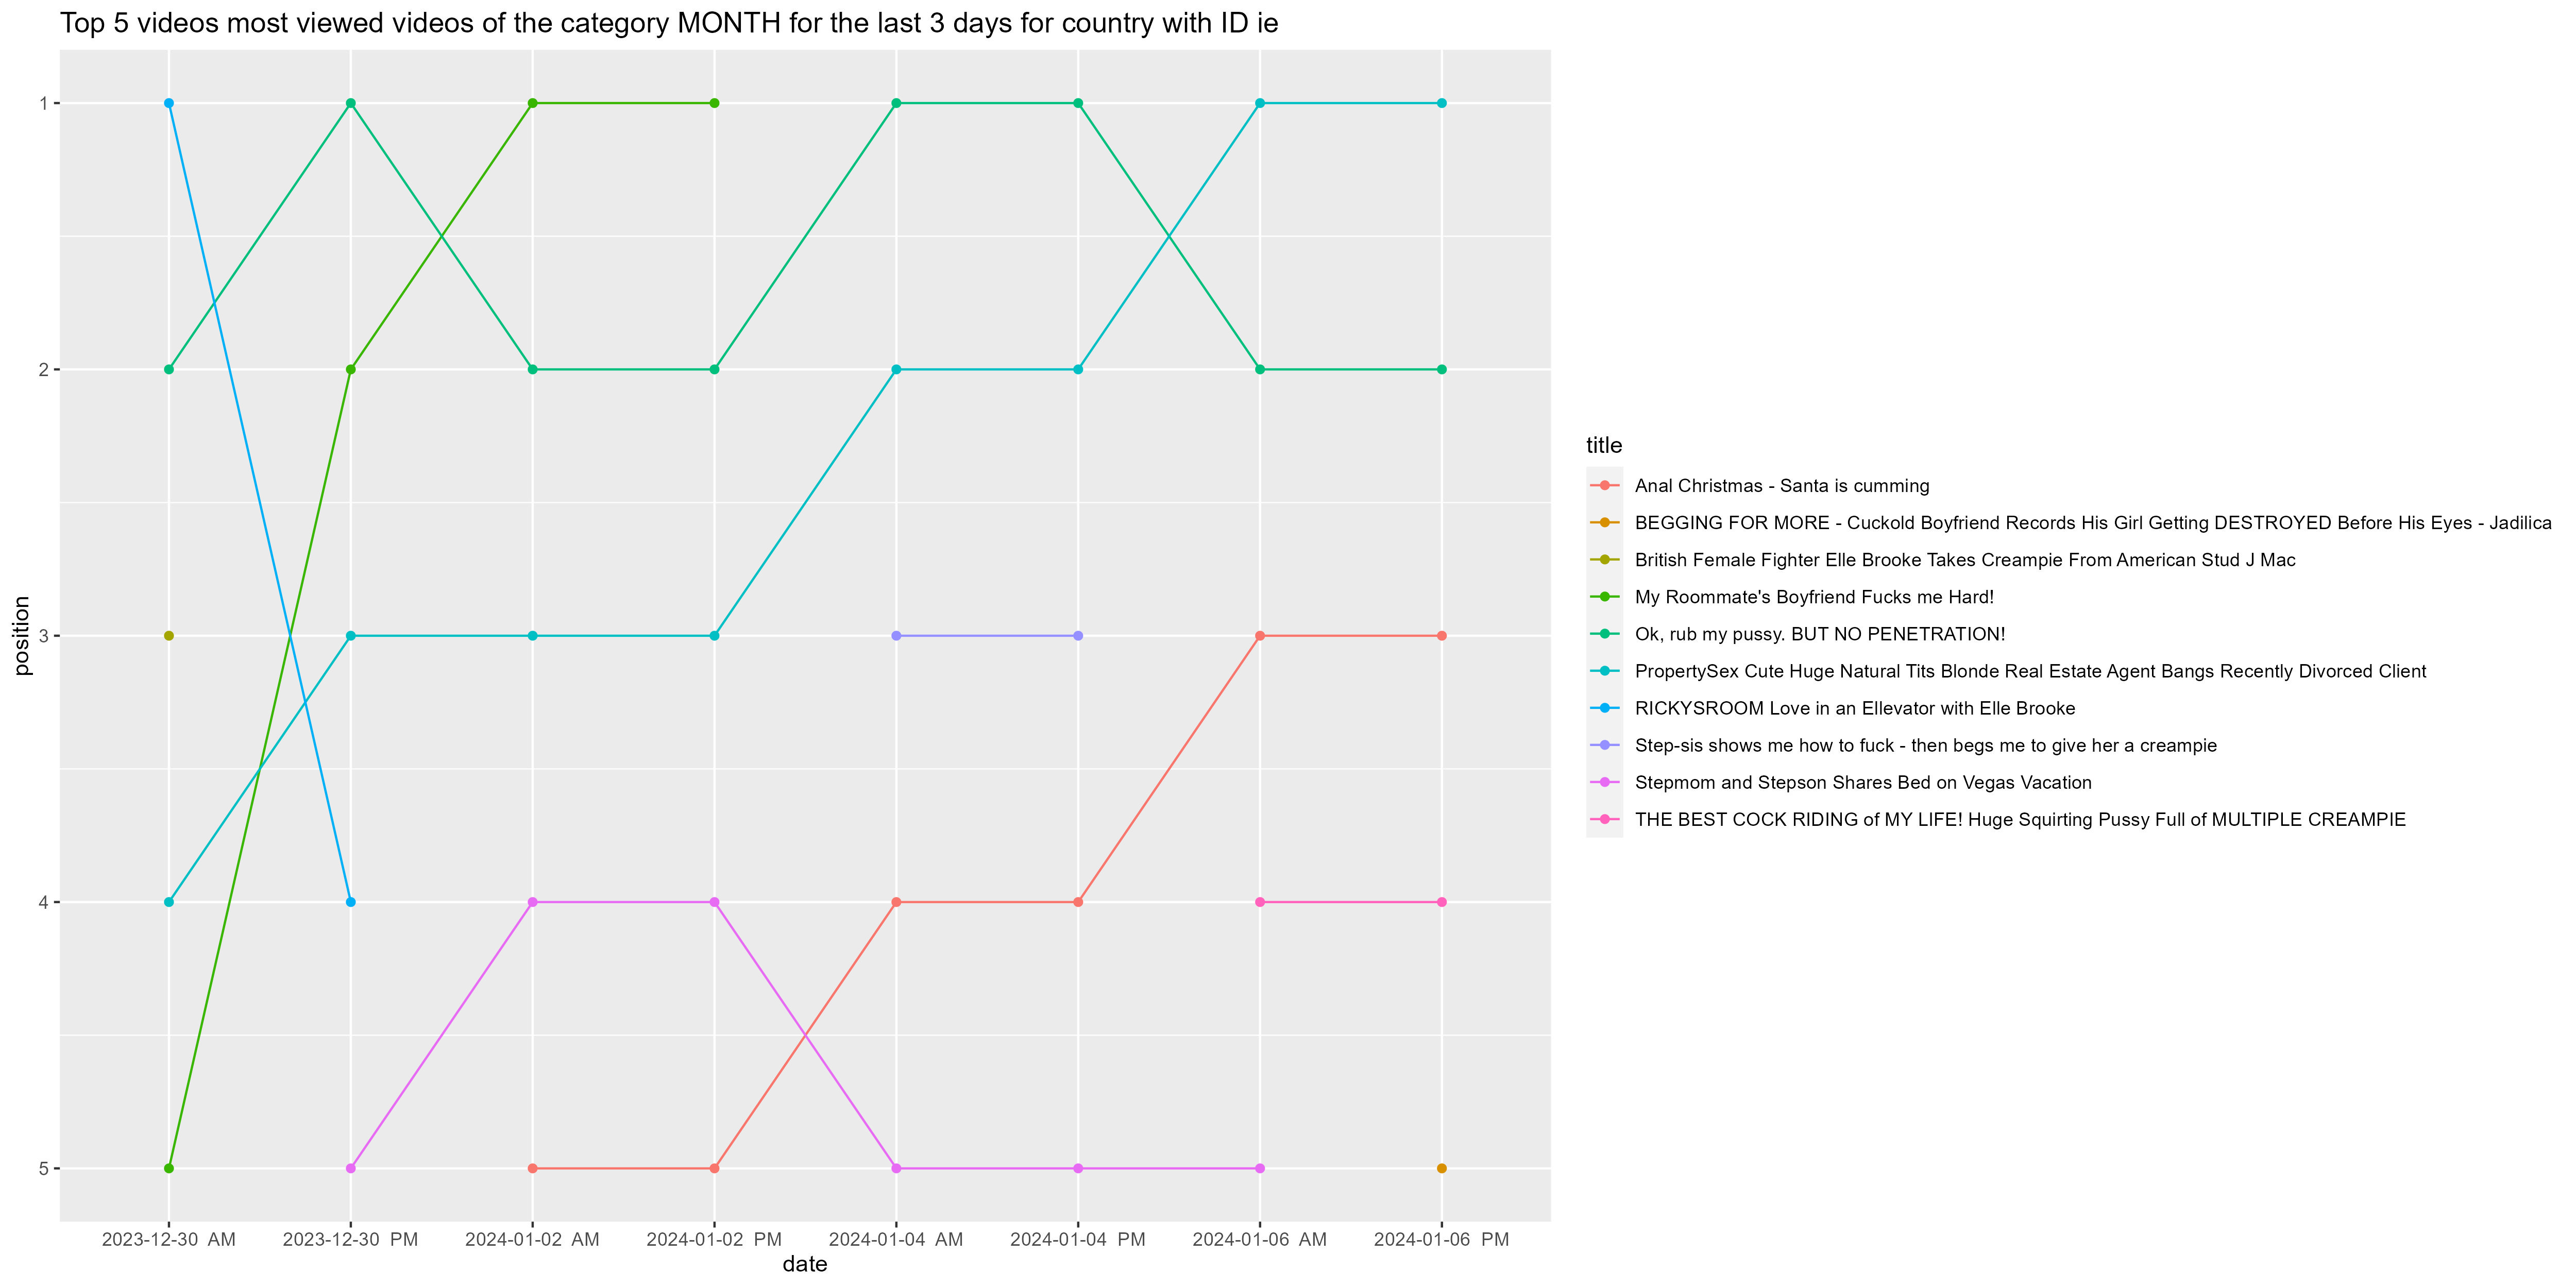 Top 5 videos most viewed videos of the category MONTH for the last 3 days for country with ID ie
position
1
2
3
4
5
2023-12-30 AM
2023-12-30 PM
2024-01-02 AM
2024-01-02 PM
2024-01-04 AM
2024-01-04 PM
2024-01-06 AM
2024-01-06 PM
date
title
Anal Christmas - Santa is cumming
BEGGING FOR MORE - Cuckold Boyfriend Records His Girl Getting DESTROYED Before His Eyes - Jadilica
British Female Fighter Elle Brooke Takes Creampie From American Stud J Mac
My Roommate's Boyfriend Fucks me Hard!
Ok, rub my pussy. BUT NO PENETRATION!
PropertySex Cute Huge Natural Tits Blonde Real Estate Agent Bangs Recently Divorced Client
RICKYSROOM Love in an Ellevator with Elle Brooke
Step-sis shows me how to fuck - then begs me to give her a creampie
Stepmom and Stepson Shares Bed on Vegas Vacation
THE BEST COCK RIDING of MY LIFE! Huge Squirting Pussy Full of MULTIPLE CREAMPIE